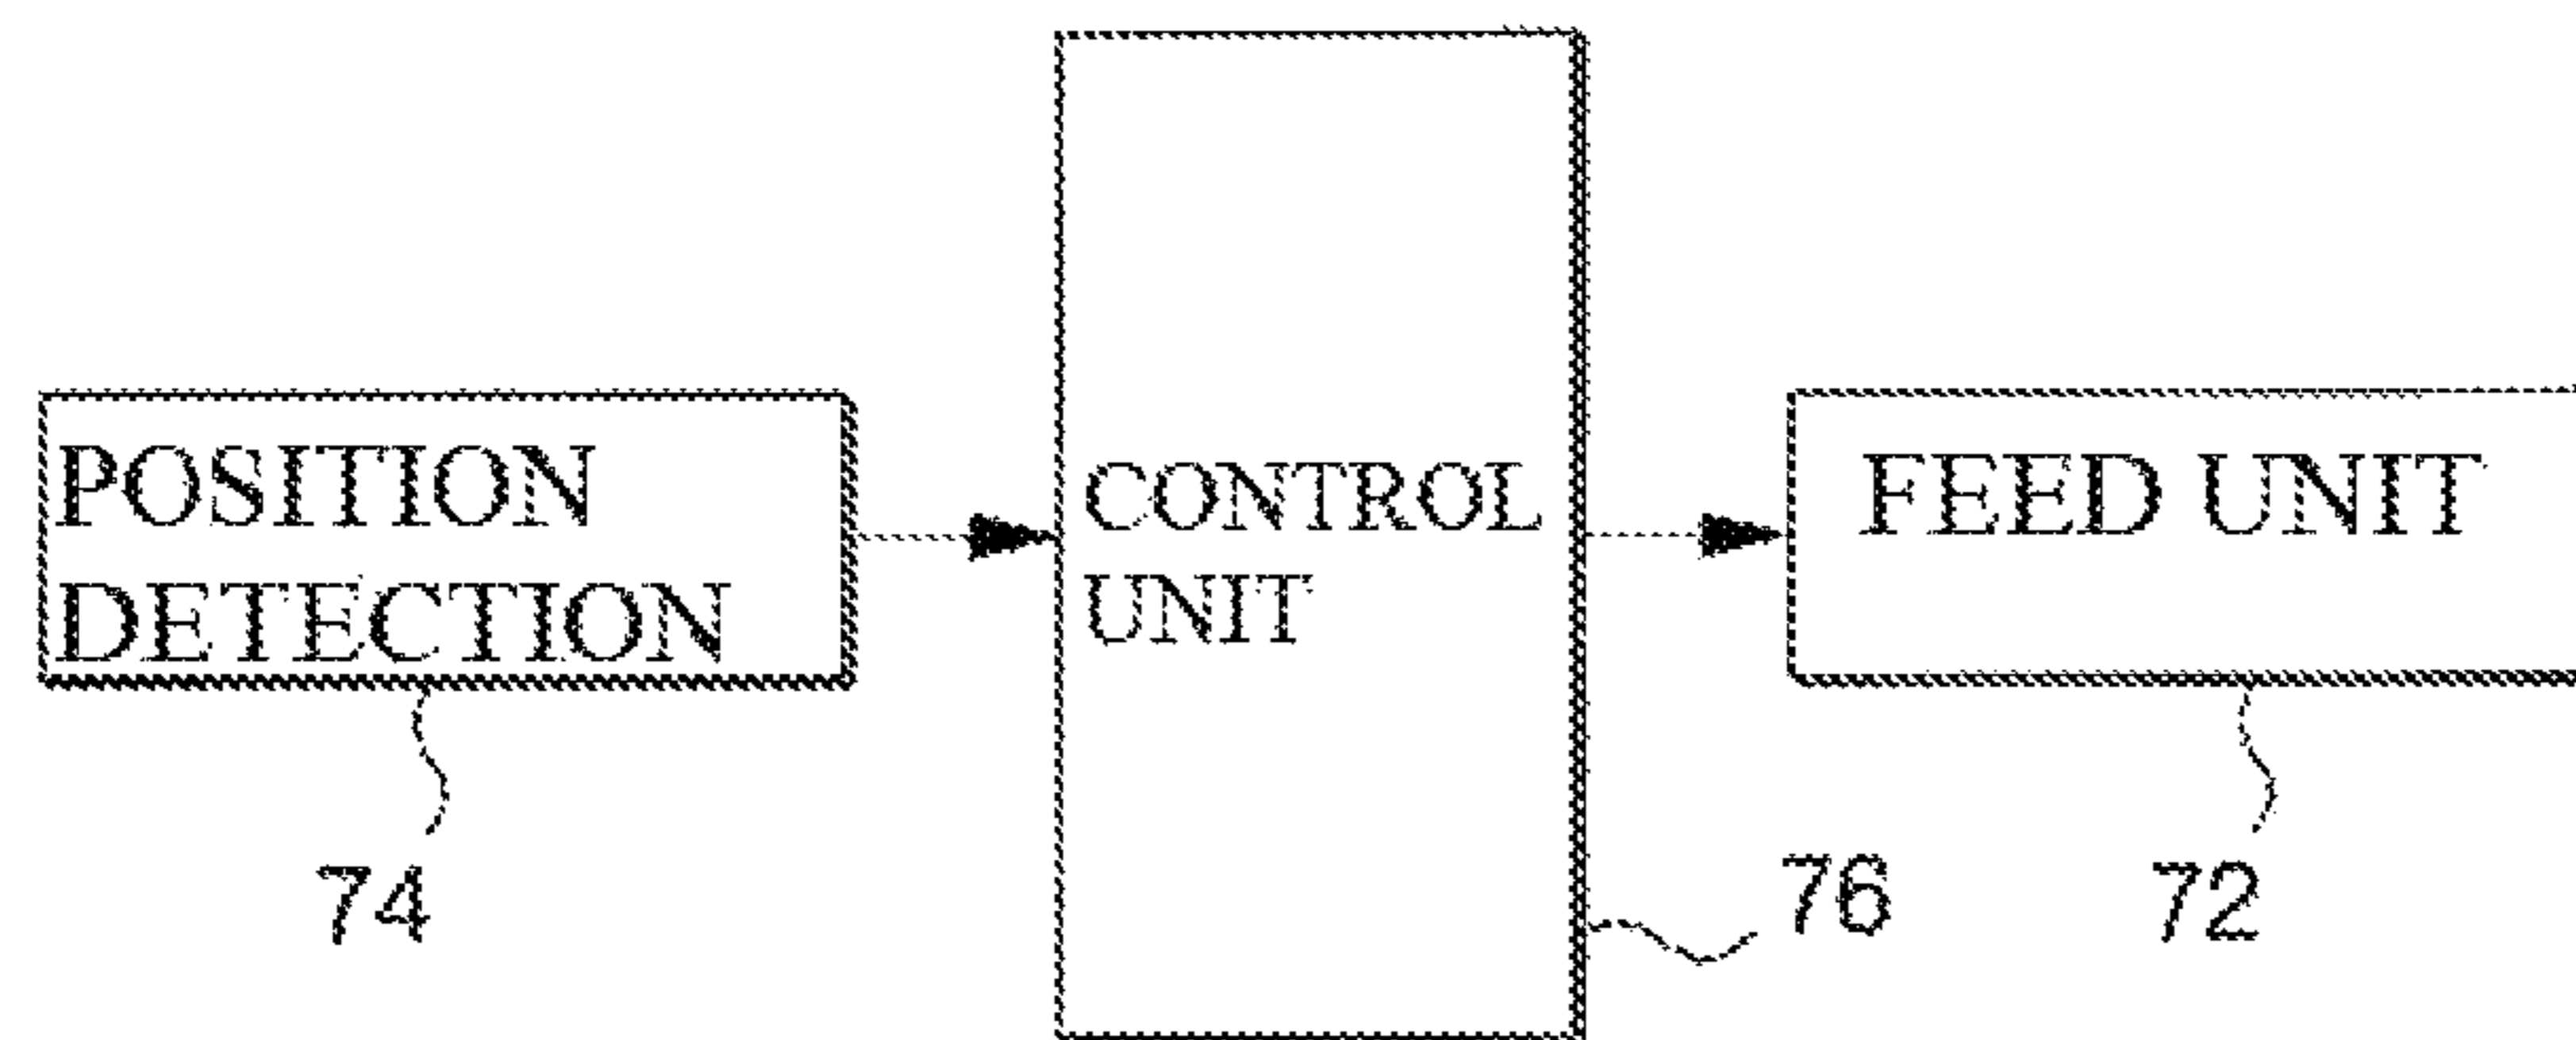 POSITION
DETECTION
CONTROL
UNIT
FEED UNIT
74
76
72